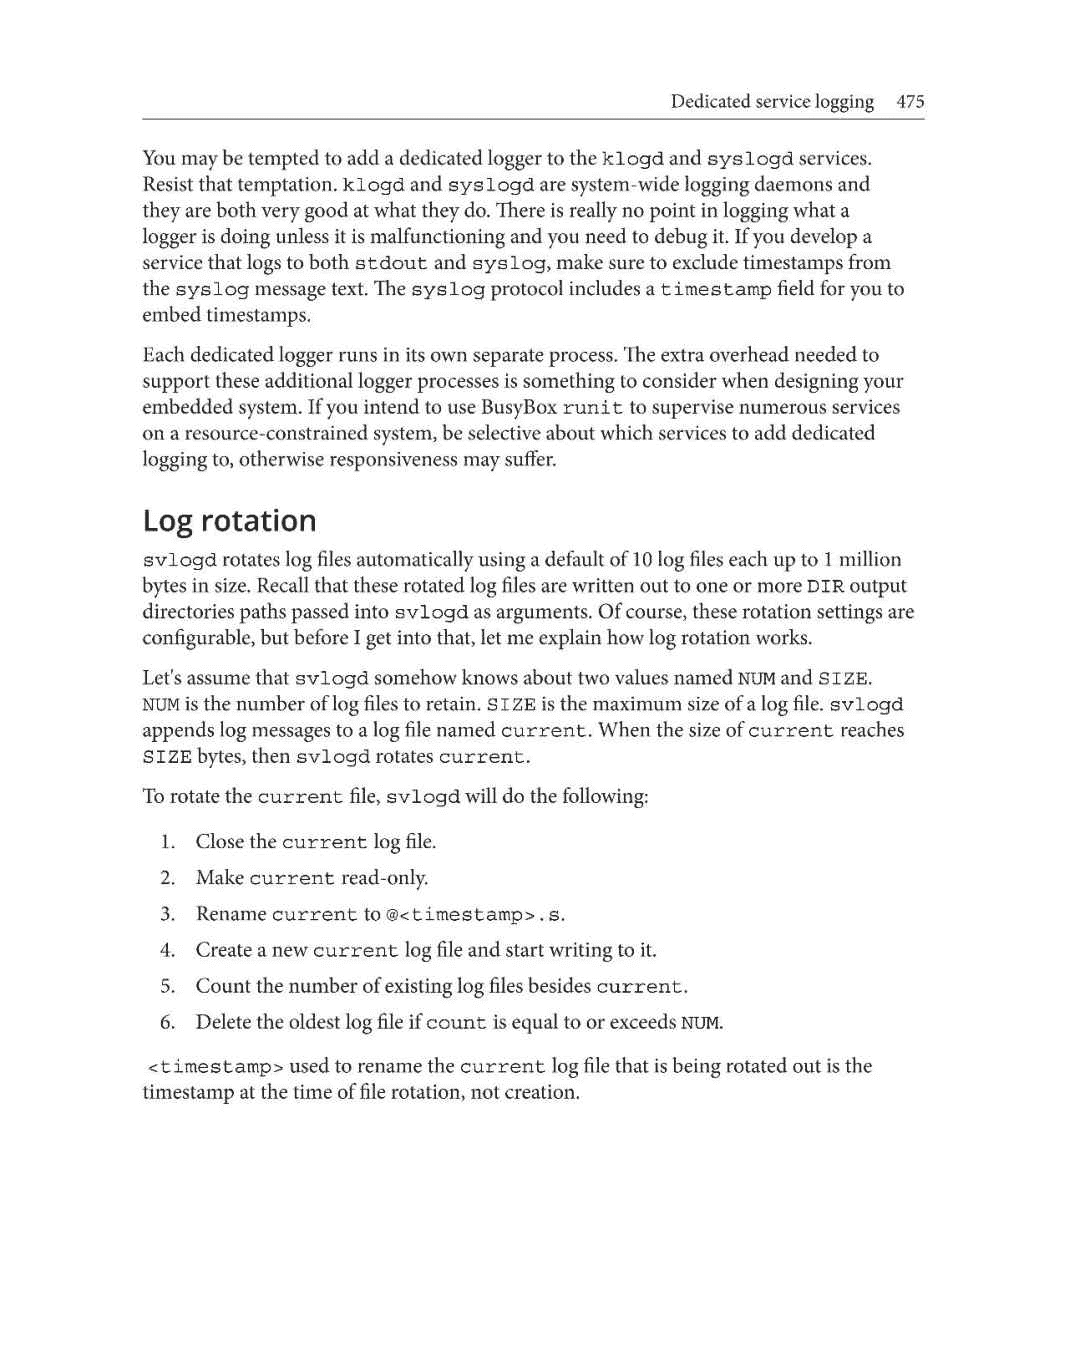 Dedicated service logging 475
You may be tempted to add a dedicated logger to the klogd and syslogd services.
Resist that temptation. klogd and syslogd are system-wide logging daemons and
they are both very good at what they do. There is really no point in logging what a
logger is doing unless it is malfunctioning and you need to debug it. If you develop a
service that logs to both stdout and syslog, make sure to exclude timestamps from
the syslog message text. The syslog protocol includes a timestamp field for you to
embed timestamps.
Each dedicated logger runs in its own separate process. The extra overhead needed to
support these additional logger processes is something to consider when designing your
embedded system. If you intend to use BusyBox runit to supervise numerous services
on a resource-constrained system, be selective about which services to add dedicated
logging to, otherwise responsiveness may suffer.
Log rotation
svlogd rotates log files automatically using a default of 10 log files each up to 1 million
bytes in size. Recall that these rotated log files are written out to one or more DIR output
directories paths passed into svlogd as arguments. Of course, these rotation settings are
configurable, but before I get into that, let me explain how log rotation works.
Let's assume that svlogd somehow knows about two values named NUM and SIZE.
NUM is the number of log files to retain. SIZE is the maximum size of a log file. svlogd
appends log messages to a log file named current. When the size of current reaches
SIZE bytes, then svlogd rotates current.
To rotate the current file, svlogd will do the following:
1. Close the current log file.
2. Make current read-only.
3. Rename current to @<timestamp>.s.
4. Create a new current log file and start writing to it.
5. Count the number of existing log files besides current.
6. Delete the oldest log file if count is equal to or exceeds NUM.
<timestamp> used to rename the current log file that is being rotated out is the
timestamp at the time of file rotation, not creation.